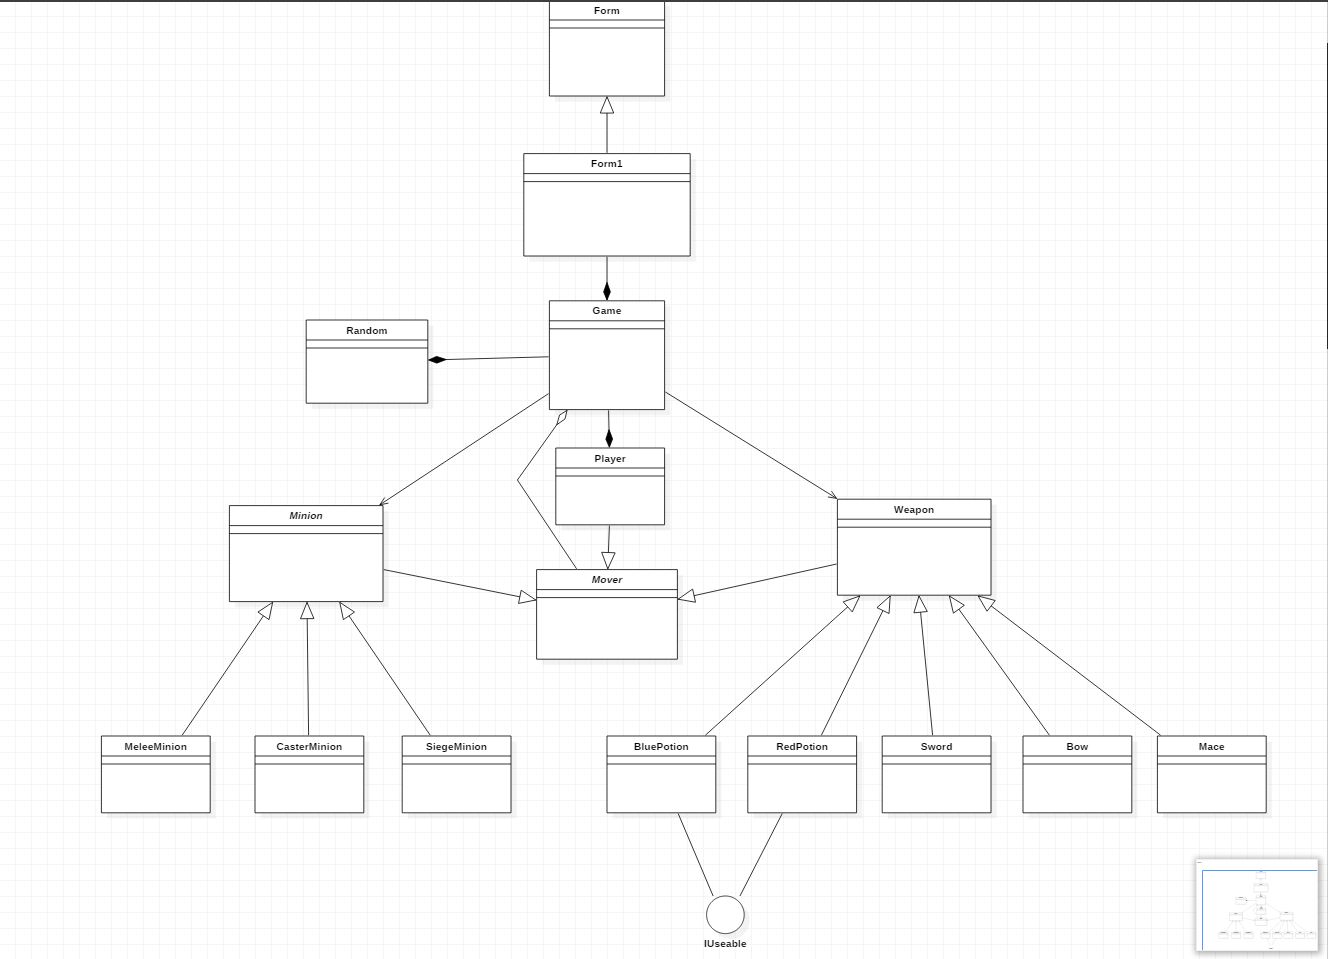 Form
Form1
Game
Random
Player
Minion
Weapon
Mover
MeleeMinion
CasterMinion
SiegeMinion
BluePotion
RedPotion
Sword
Bow
Mace
IUseable